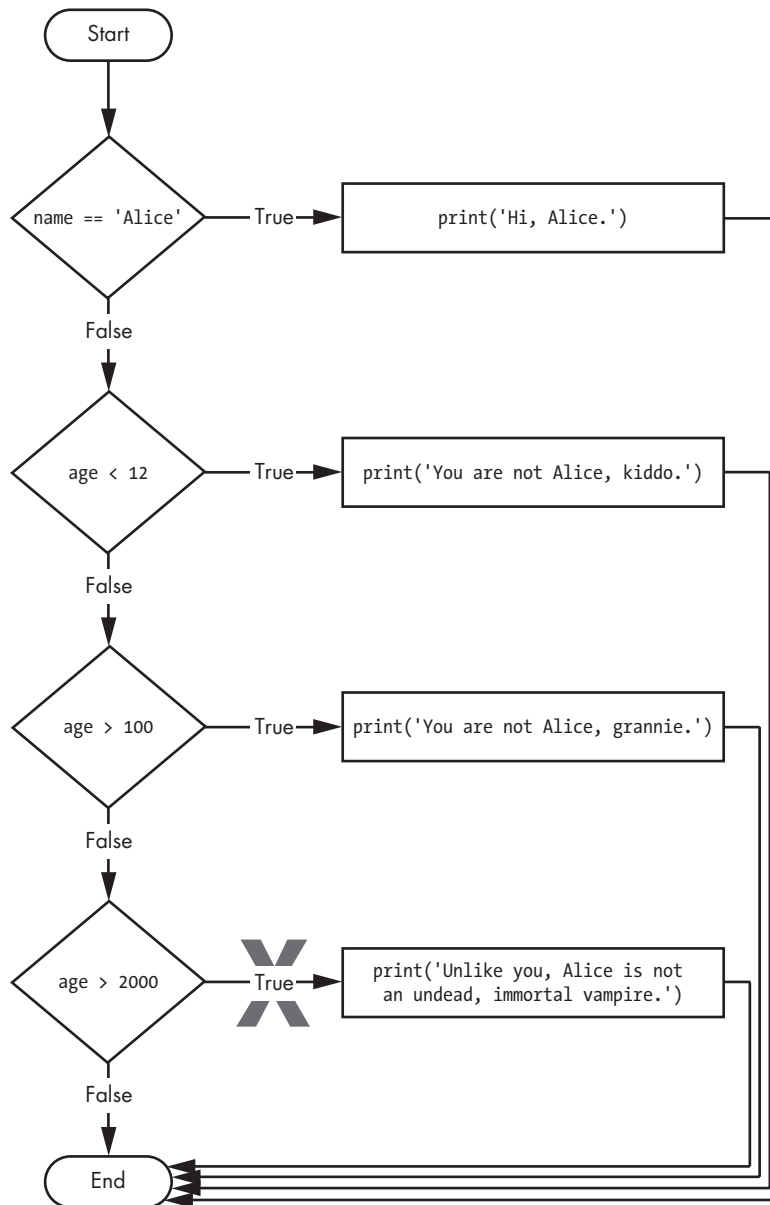 Start
name == 'Alice'
True
print('Hi, Alice.')
False
age < 12
True
print('You are not Alice, kiddo.')
False
age > 100
True
print('You are not Alice, grannie.')
False
age > 2000
True
print('Unlike you, Alice is not
an undead, immortal vampire.')
False
End